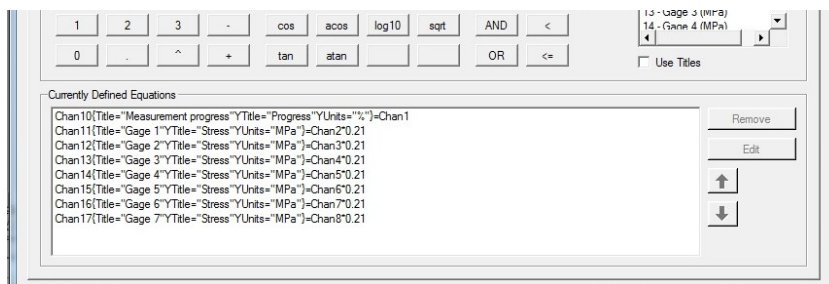 13 - Gage 3 (MPa)
1 2 3 - cos acos log10 sqrt AND < 14 - Gage 4 (MPa)
0 . ^ + tan atan OR <=
Use Titles
Currently Defined Equations
Chan10{Title="Measurement progress"YTitle="Progress"YUnits="%"}=Chan1
Chan11{Title="Gage 1"YTitle="Stress"YUnits="MPa"}=Chan2*0.21
Chan12{Title="Gage 2"YTitle="Stress"YUnits="MPa"}=Chan3*0.21
Chan13{Title="Gage 3"YTitle="Stress"YUnits="MPa"}=Chan4*0.21
Chan14{Title="Gage 4"YTitle="Stress"YUnits="MPa"}=Chan5*0.21
Chan15{Title="Gage 5"YTitle="Stress"YUnits="MPa"}=Chan6*0.21
Chan16{Title="Gage 6"YTitle="Stress"YUnits="MPa"}=Chan7*0.21
Chan17{Title="Gage 7"YTitle="Stress"YUnits="MPa"}=Chan8*0.21
Remove
Edit